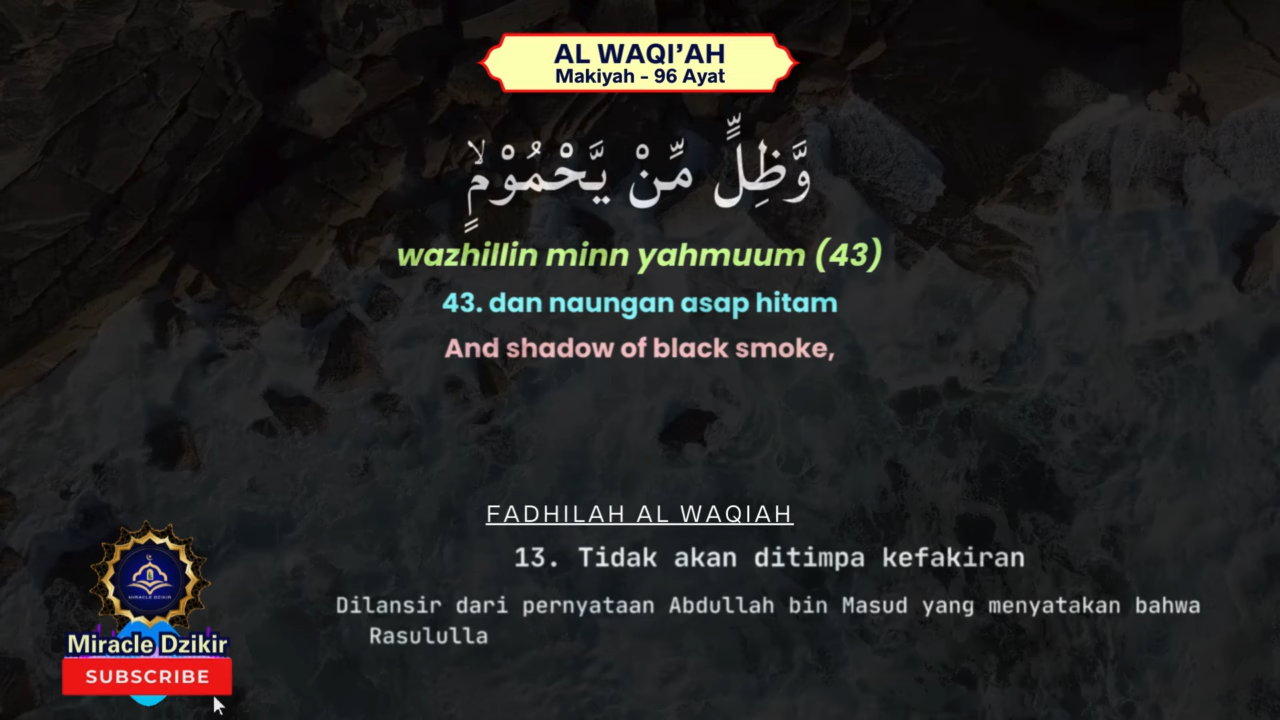 AL WAQI'AH
Makiyah - 96 Ayat
وَّظِلٍّ مِّنْ يَّحْمُوْمٍۙ
wazhillin minn yahmuum (43)
43. dan naungan asap hitam
And shadow of black smoke,
FADHILAH AL WAQIAH
13. Tidak akan ditimpa kefakiran
Dilansir dari pernyataan Abdullah bin Masud yang menyatakan bahwa
Rasululla
MIRACLE DZIKIR
Miracle Dzikir
SUBSCRIBE